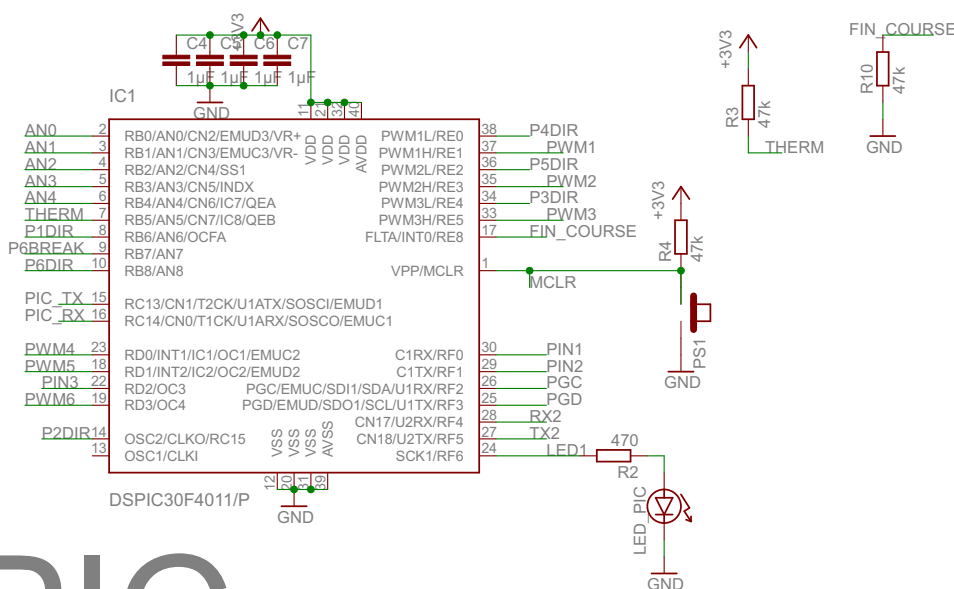 +3V3
C4 C5 C6 C7
1µF 1µF 1µF 1µF
GND
IC1
11 VDD
21 VDD
32 VDD
40 AVDD
AN0 2 RB0/AN0/CN2/EMUD3/VR+
AN1 3 RB1/AN1/CN3/EMUC3/VR-
AN2 4 RB2/AN2/CN4/SS1
AN3 5 RB3/AN3/CN5/INDX
AN4 6 RB4/AN4/CN6/IC7/QEA
THERM 7 RB5/AN5/CN7/IC8/QEB
P1DIR 8 RB6/AN6/OCFA
P6BREAK 9 RB7/AN7
P6DIR 10 RB8/AN8
PIC_TX 15 RC13/CN1/T2CK/U1ATX/SOSCI/EMUD1
PIC_RX 16 RC14/CN0/T1CK/U1ARX/SOSCO/EMUC1
PWM4 23 RD0/INT1/IC1/OC1/EMUC2
PWM5 18 RD1/INT2/IC2/OC2/EMUD2
PIN3 22 RD2/OC3
PWM6 19 RD3/OC4
P2DIR 14 OSC2/CLKO/RC15
13 OSC1/CLKI
PWM1L/RE0 38 P4DIR
PWM1H/RE1 37 PWM1
PWM2L/RE2 36 P5DIR
PWM2H/RE3 35 PWM2
PWM3L/RE4 34 P3DIR
PWM3H/RE5 33 PWM3
FLTA/INT0/RE8 17 FIN_COURSE
VPP/MCLR 1 MCLR
C1RX/RF0 30 PIN1
C1TX/RF1 29 PIN2
PGC/EMUC/SDI1/SDA/U1RX/RF2 26 PGC
PGD/EMUD/SDO1/SCL/U1TX/RF3 25 PGD
CN17/U2RX/RF4 28 RX2
CN18/U2TX/RF5 27 TX2
SCK1/RF6 24 LED1
VSS 12
VSS 20
VSS 31
AVSS 39
DSPIC30F4011/P
GND
470
R2
LED_PIC
GND
+3V3
R4
47k
PS1
GND
+3V3
R3
47k
THERM
FIN_COURSE
R10
47k
GND
PIC